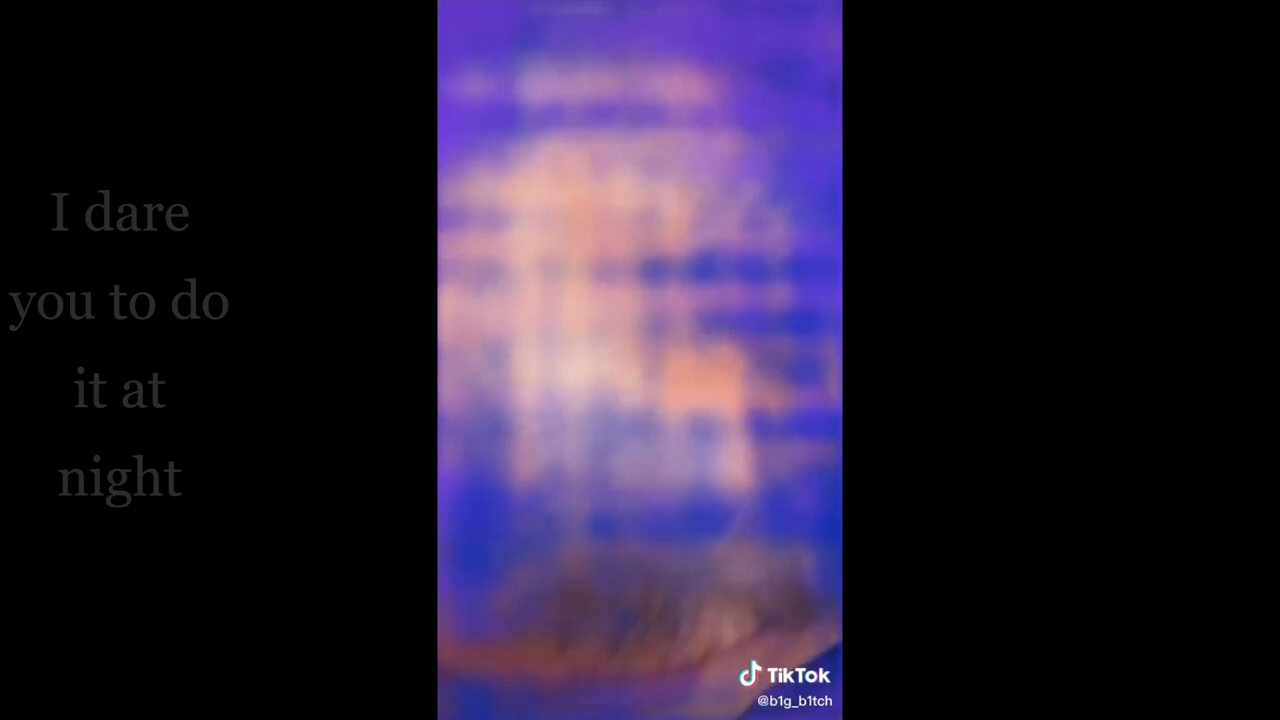 I dare
you to do
it at
night
TikTok
@b1g_b1tch